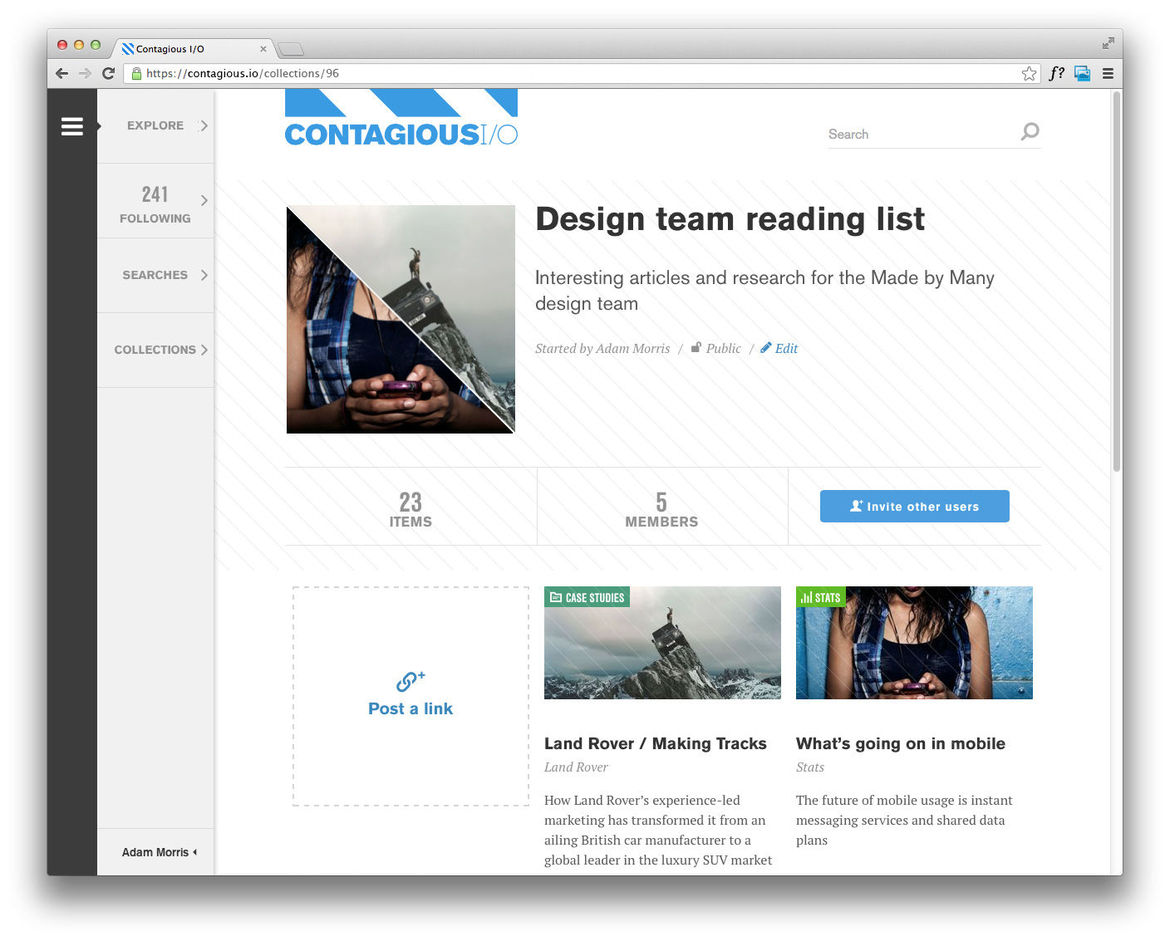 Contagious I/O
https://contagious.io/collections/96
f?
EXPLORE
241
FOLLOWING
SEARCHES
COLLECTIONS
Adam Morris
CONTAGIOUSI/O
Search
Design team reading list
Interesting articles and research for the Made by Many
design team
Started by Adam Morris / Public / Edit
23
ITEMS
5
MEMBERS
Invite other users
Post a link
CASE STUDIES
Land Rover / Making Tracks
Land Rover
How Land Rover’s experience-led
marketing has transformed it from an
ailing British car manufacturer to a
global leader in the luxury SUV market
STATS
What’s going on in mobile
Stats
The future of mobile usage is instant
messaging services and shared data
plans